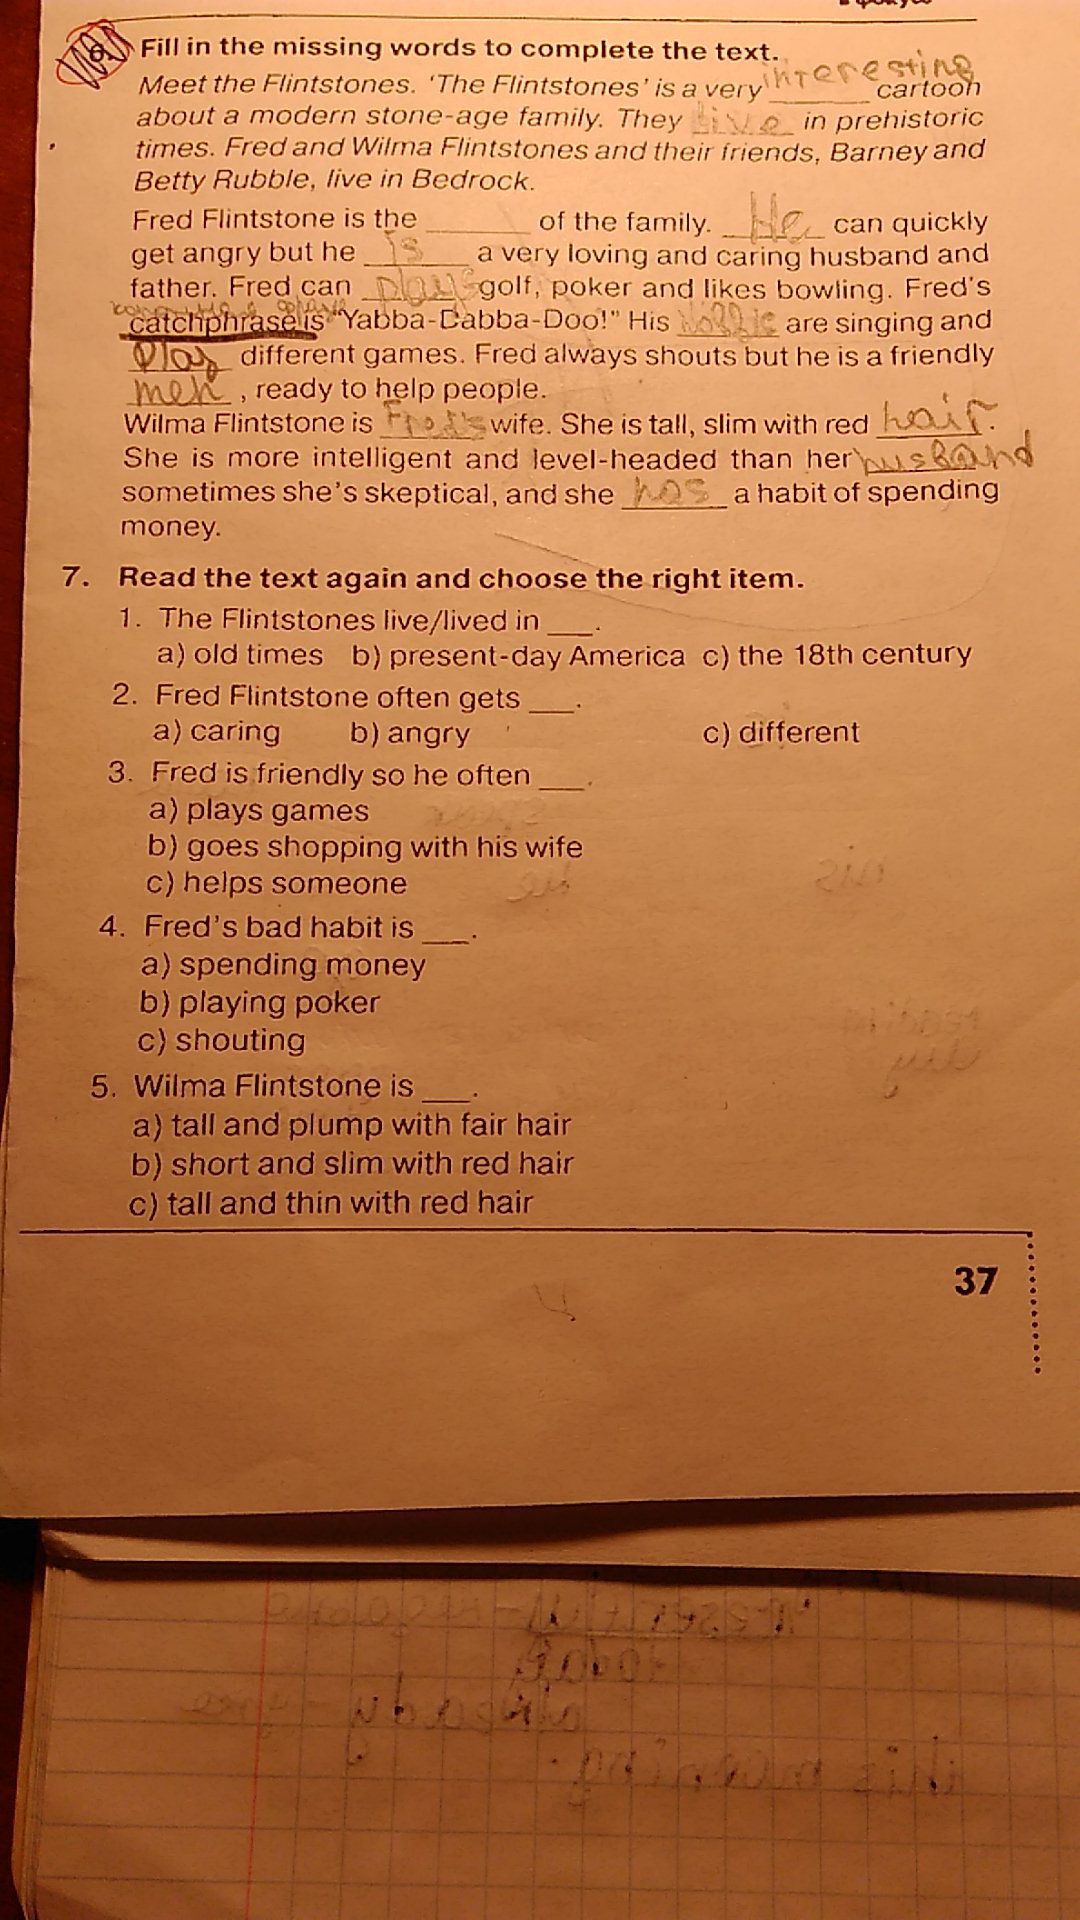 6. Fill in the missing words to complete the text.
Meet the Flintstones. 'The Flintstones' is a very interesting cartoon
about a modern stone-age family. They live in prehistoric
times. Fred and Wilma Flintstones and their friends, Barney and
Betty Rubble, live in Bedrock.
Fred Flintstone is the ______ of the family. He can quickly
get angry but he is a very loving and caring husband and
father. Fred can plays golf, poker and likes bowling. Fred's
catchphrase is "Yabba-Dabba-Doo!" His are singing and
play different games. Fred always shouts but he is a friendly
men, ready to help people.
Wilma Flintstone is Fred's wife. She is tall, slim with red hair.
She is more intelligent and level-headed than her husband
sometimes she's skeptical, and she has a habit of spending
money.
7. Read the text again and choose the right item.
1. The Flintstones live/lived in ___.
a) old times b) present-day America c) the 18th century
2. Fred Flintstone often gets ___.
a) caring b) angry c) different
3. Fred is friendly so he often ___.
a) plays games
b) goes shopping with his wife
c) helps someone
4. Fred's bad habit is ___.
a) spending money
b) playing poker
c) shouting
5. Wilma Flintstone is ___.
a) tall and plump with fair hair
b) short and slim with red hair
c) tall and thin with red hair
37